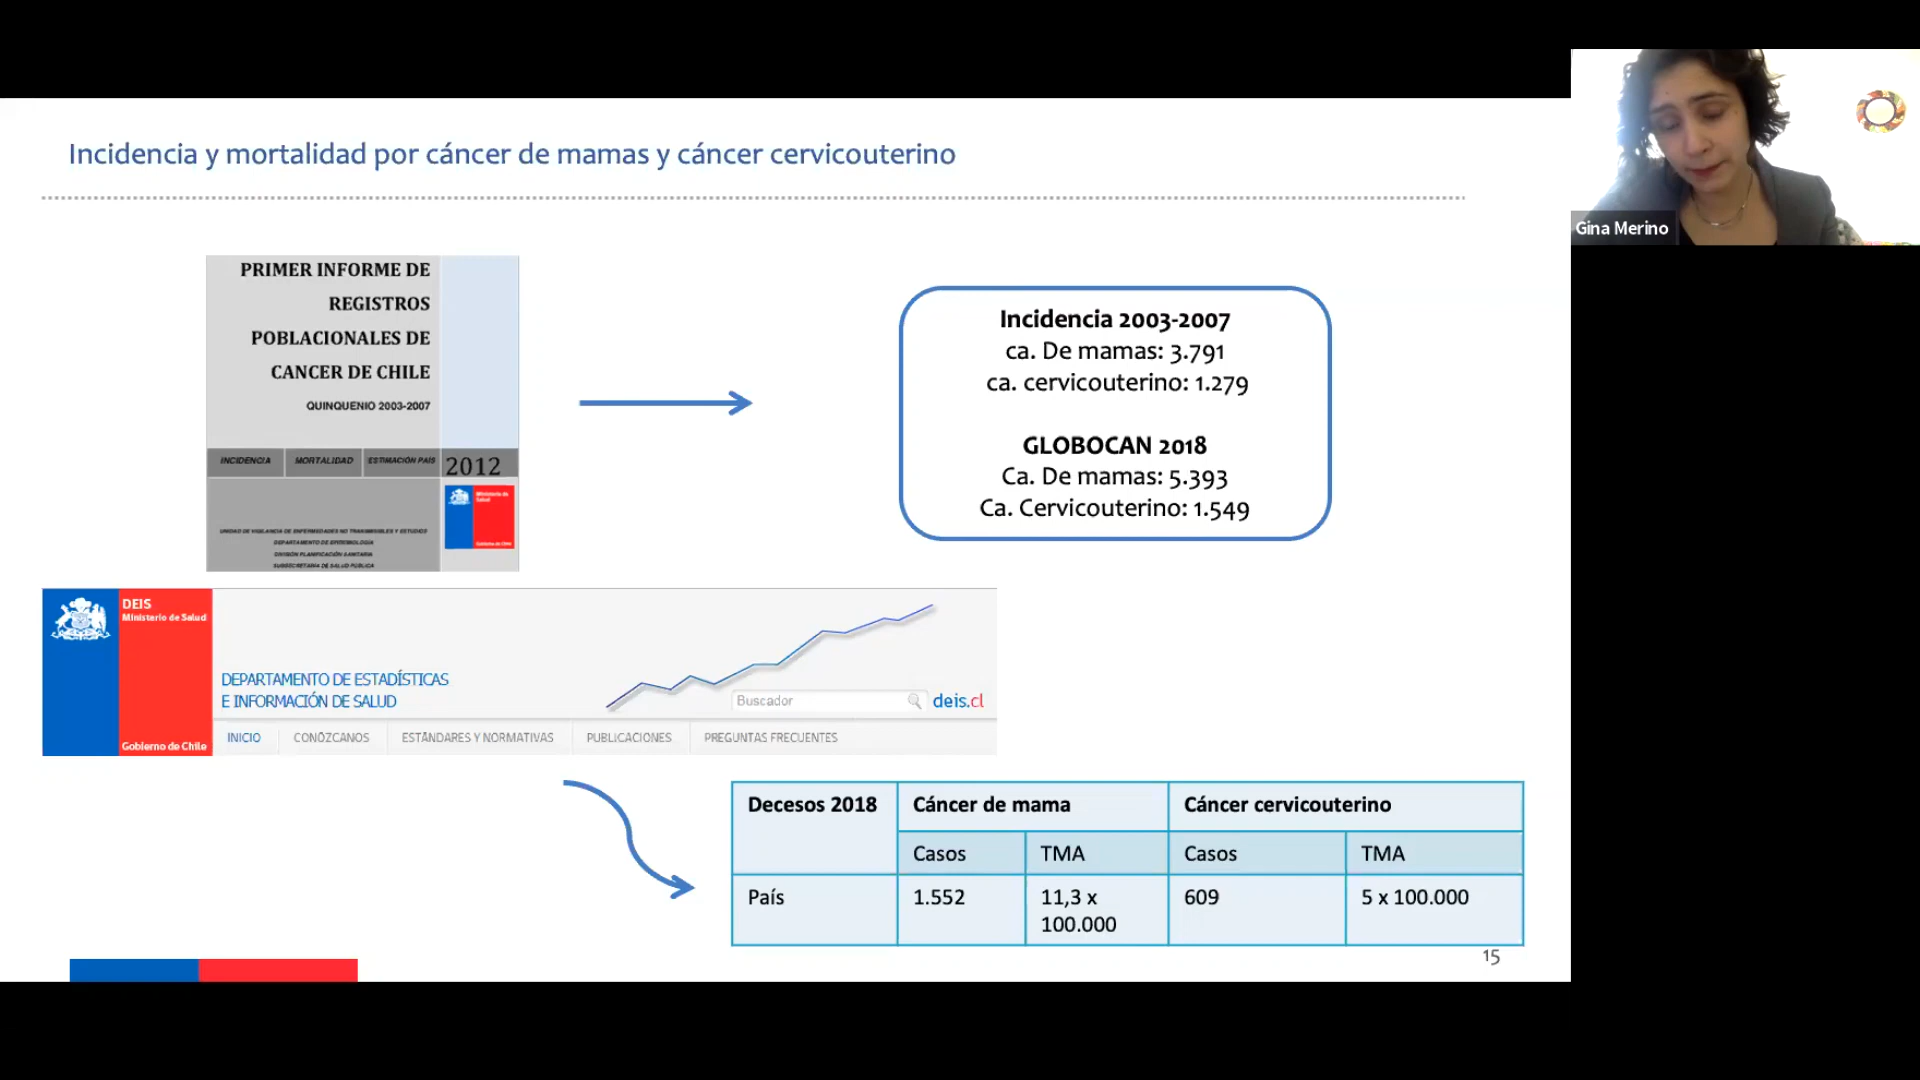 Incidencia y mortalidad por cáncer de mamas y cáncer cervicouterino
Gina Merino
PRIMER INFORME DE
REGISTROS
POBLACIONALES DE
CANCER DE CHILE
QUINQUENIO 2003-2007
INCIDENCIA MORTALIDAD ESTIMACIÓN PAÍS 2012
Ministerio de
Salud
Gobierno de Chile
UNIDAD DE VIGILANCIA DE ENFERMEDADES NO TRANSMISIBLES Y ESTUDIOS
DEPARTAMENTO DE EPIDEMIOLOGÍA
DIVISIÓN PLANIFICACIÓN SANITARIA
SUBSECRETARIA DE SALUD PÚBLICA
Incidencia 2003-2007
ca. De mamas: 3.791
ca. cervicouterino: 1.279
GLOBOCAN 2018
Ca. De mamas: 5.393
Ca. Cervicouterino: 1.549
DEIS
Ministerio de Salud
Gobierno de Chile
DEPARTAMENTO DE ESTADÍSTICAS
E INFORMACIÓN DE SALUD
Buscador
deis.cl
INICIO CONÓZCANOS ESTÁNDARES Y NORMATIVAS PUBLICACIONES PREGUNTAS FRECUENTES
Decesos 2018 Cáncer de mama Cáncer cervicouterino
Casos TMA Casos TMA
País 1.552 11,3 x 609 5 x 100.000
100.000
15